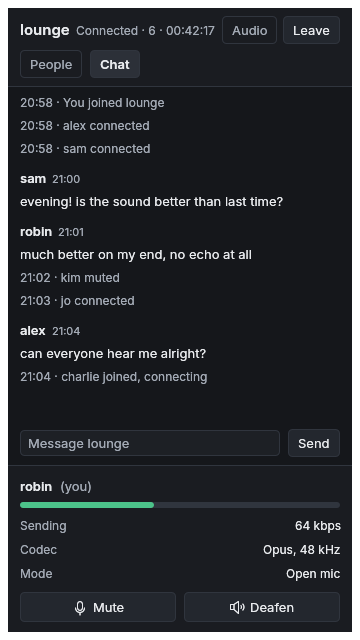 lounge Connected · 6 · 00:42:17 Audio Leave
People Chat
20:58 · You joined lounge
20:58 · alex connected
20:58 · sam connected
sam 21:00
evening! is the sound better than last time?
robin 21:01
much better on my end, no echo at all
21:02 · kim muted
21:03 · jo connected
alex 21:04
can everyone hear me alright?
21:04 · charlie joined, connecting
Message lounge Send
robin (you)
Sending 64 kbps
Codec Opus, 48 kHz
Mode Open mic
Mute Deafen